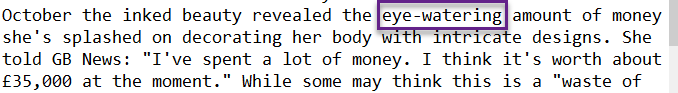 October the inked beauty revealed the eye-watering amount of money
she's splashed on decorating her body with intricate designs. She
told GB News: "I've spent a lot of money. I think it's worth about
£35,000 at the moment." While some may think this is a "waste of